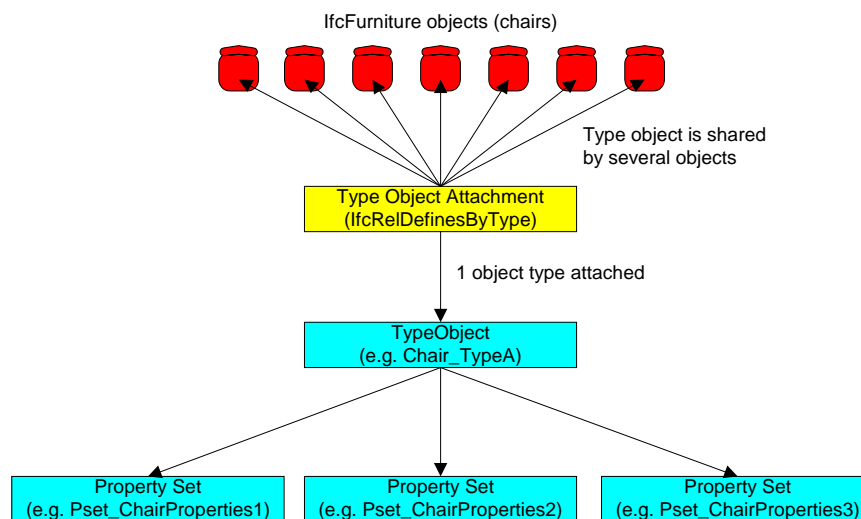 IfcFurniture objects (chairs)
Type object is shared
by several objects
Type Object Attachment
(IfcRelDefinesByType)
1 object type attached
TypeObject
(e.g. Chair_TypeA)
Property Set
(e.g. Pset_ChairProperties1)
Property Set
(e.g. Pset_ChairProperties2)
Property Set
(e.g. Pset_ChairProperties3)